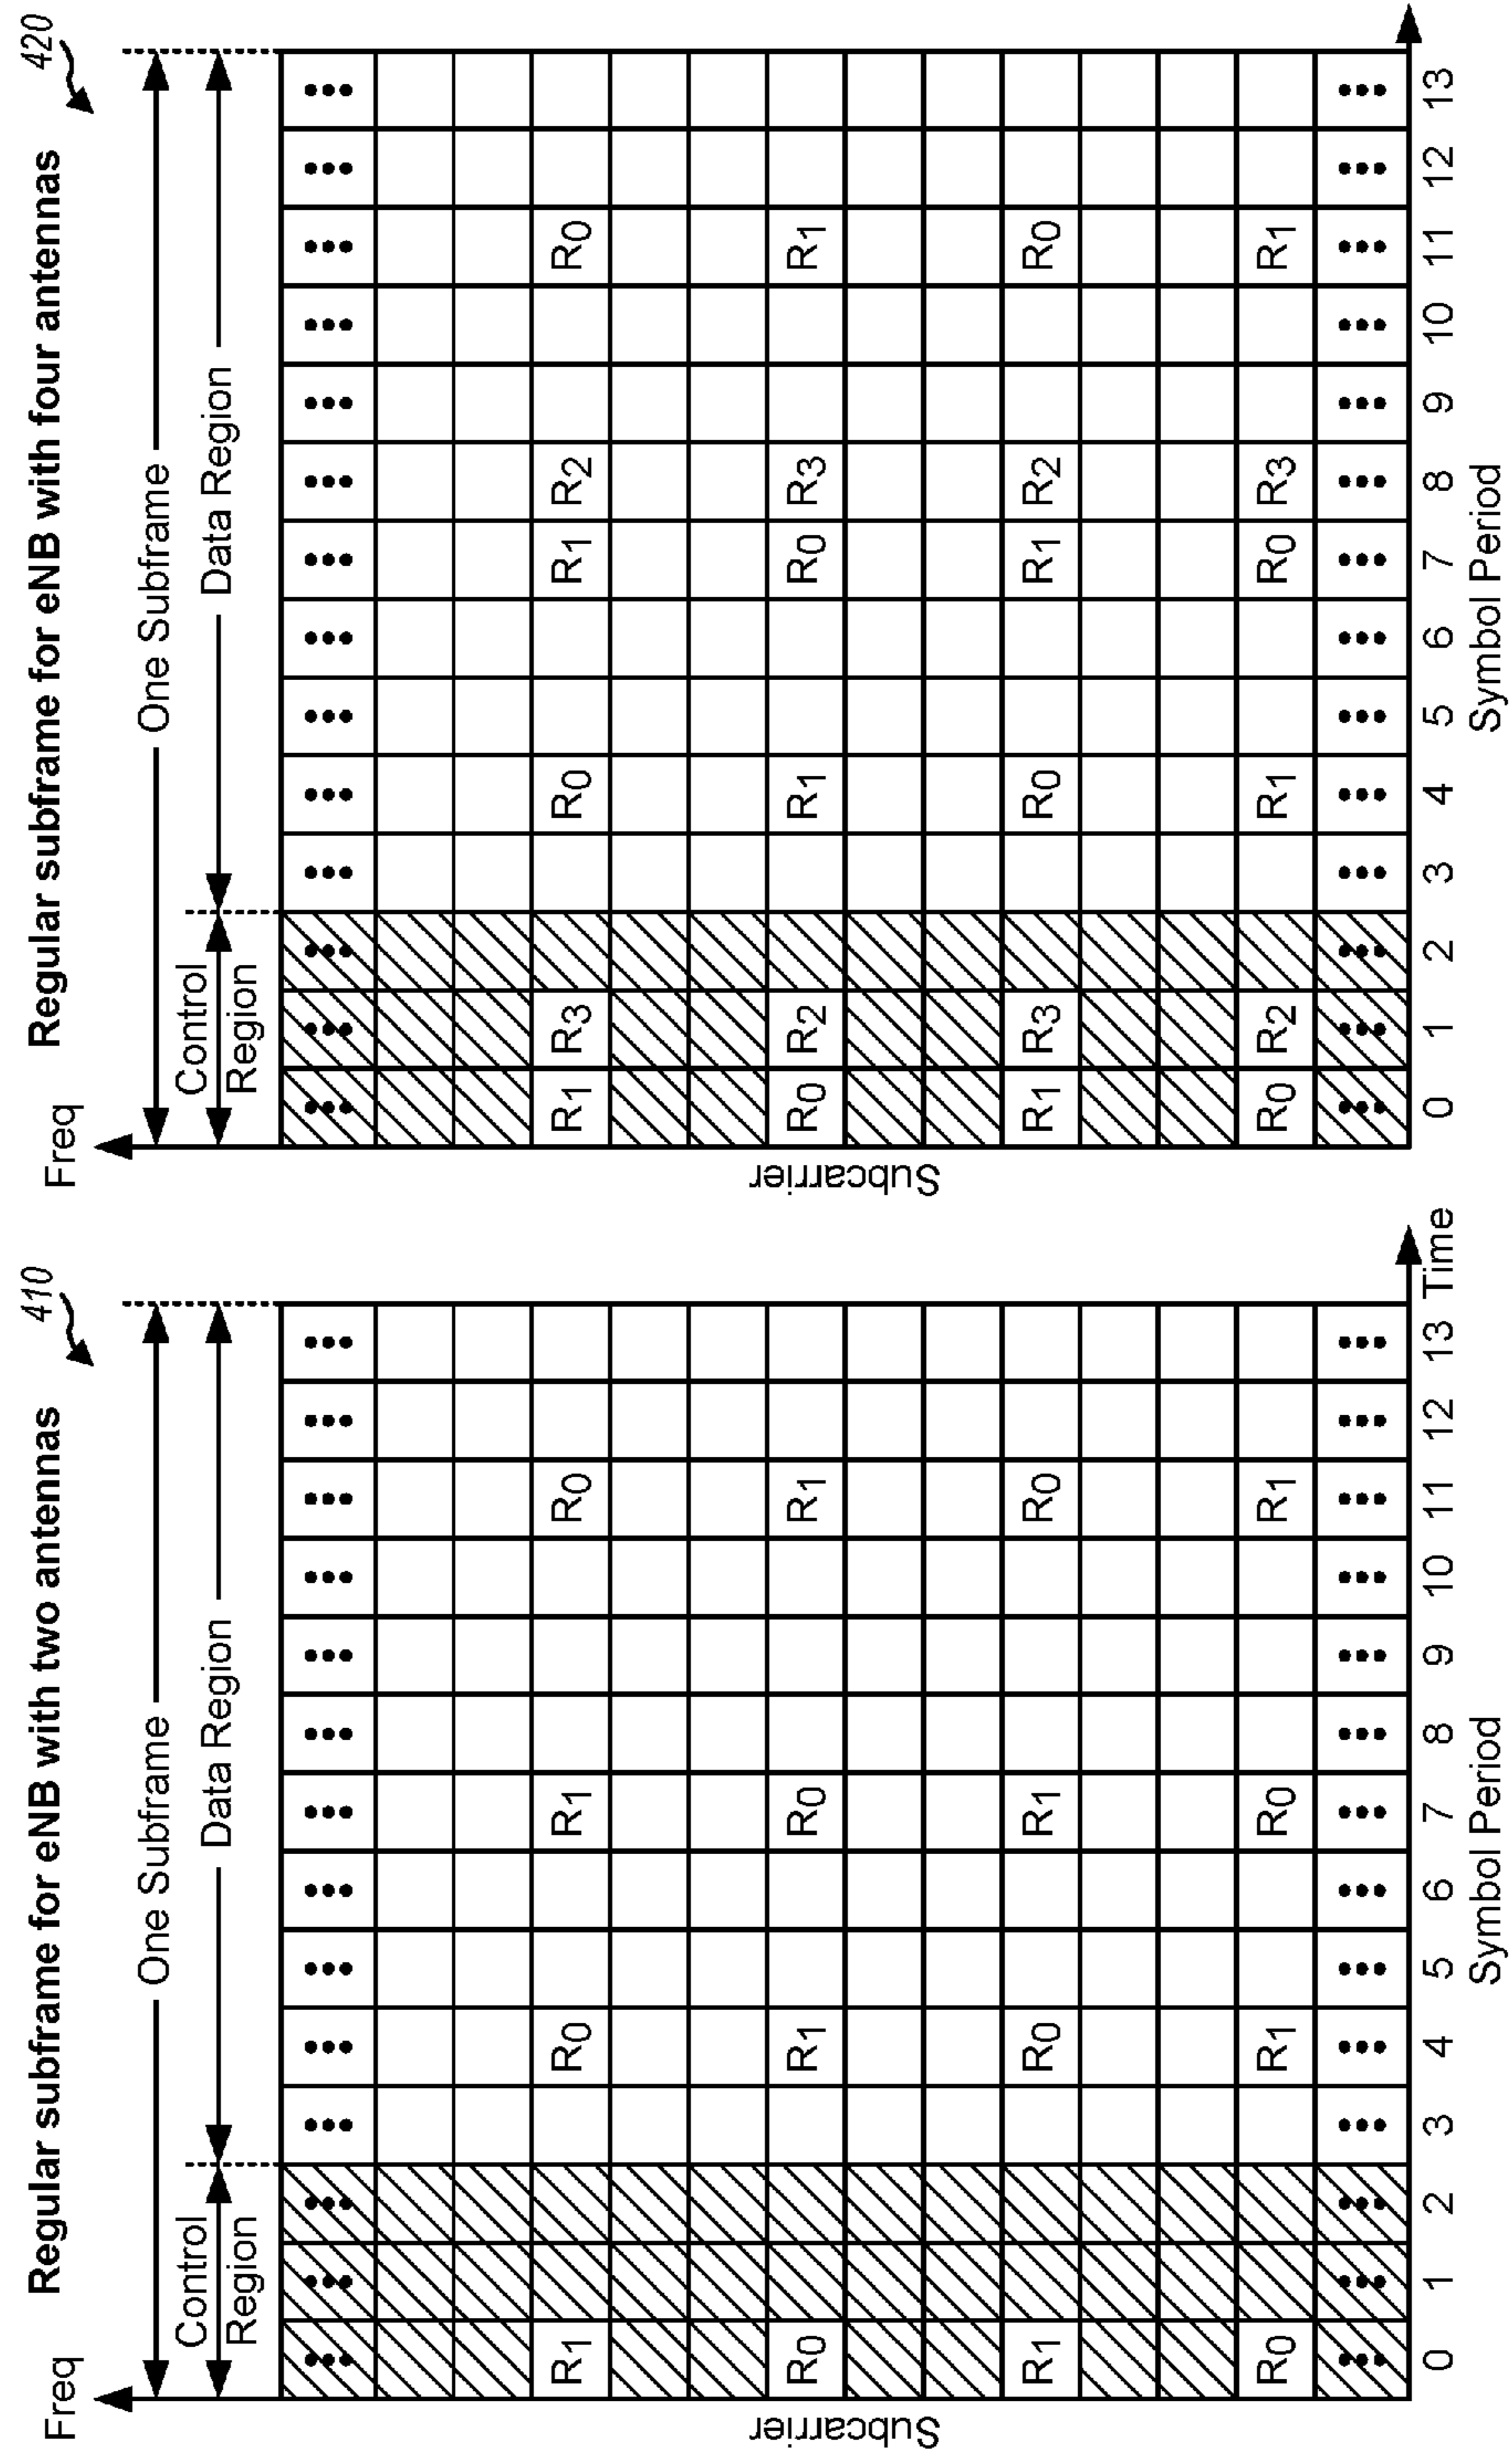 Regular subframe for eNB with two antennas
410
Freq
One Subframe
Control
Region
Data Region
Subcarrier
••• ••• ••• ••• ••• ••• ••• ••• ••• ••• ••• ••• ••• •••
R1 R0 R1 R0
R0 R1 R0 R1
R1 R0 R1 R0
R0 R1 R0 R1
••• ••• ••• ••• ••• ••• ••• ••• ••• ••• ••• ••• ••• •••
0 1 2 3 4 5 6 7 8 9 10 11 12 13 Time
Symbol Period
Regular subframe for eNB with four antennas
420
Freq
One Subframe
Control
Region
Data Region
Subcarrier
••• ••• ••• ••• ••• ••• ••• ••• ••• ••• ••• ••• ••• •••
R1 R3 R0 R1 R2 R0
R0 R2 R1 R0 R3 R1
R1 R3 R0 R1 R2 R0
R0 R2 R1 R0 R3 R1
••• ••• ••• ••• ••• ••• ••• ••• ••• ••• ••• ••• ••• •••
0 1 2 3 4 5 6 7 8 9 10 11 12 13
Symbol Period